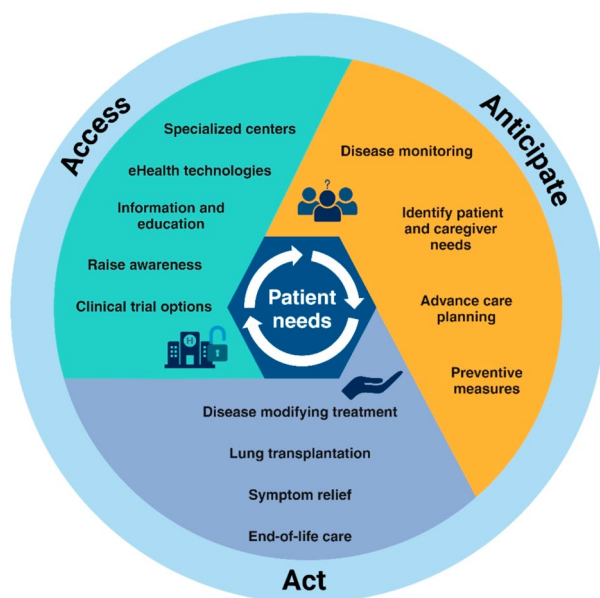 Access
Specialized centers
eHealth technologies
Information and
education
Raise awareness
Clinical trial options
H
Anticipate
?
Disease monitoring
Identify patient
and caregiver
needs
Advance care
planning
Preventive
measures
Patient
needs
Disease modifying treatment
Lung transplantation
Symptom relief
End-of-life care
Act